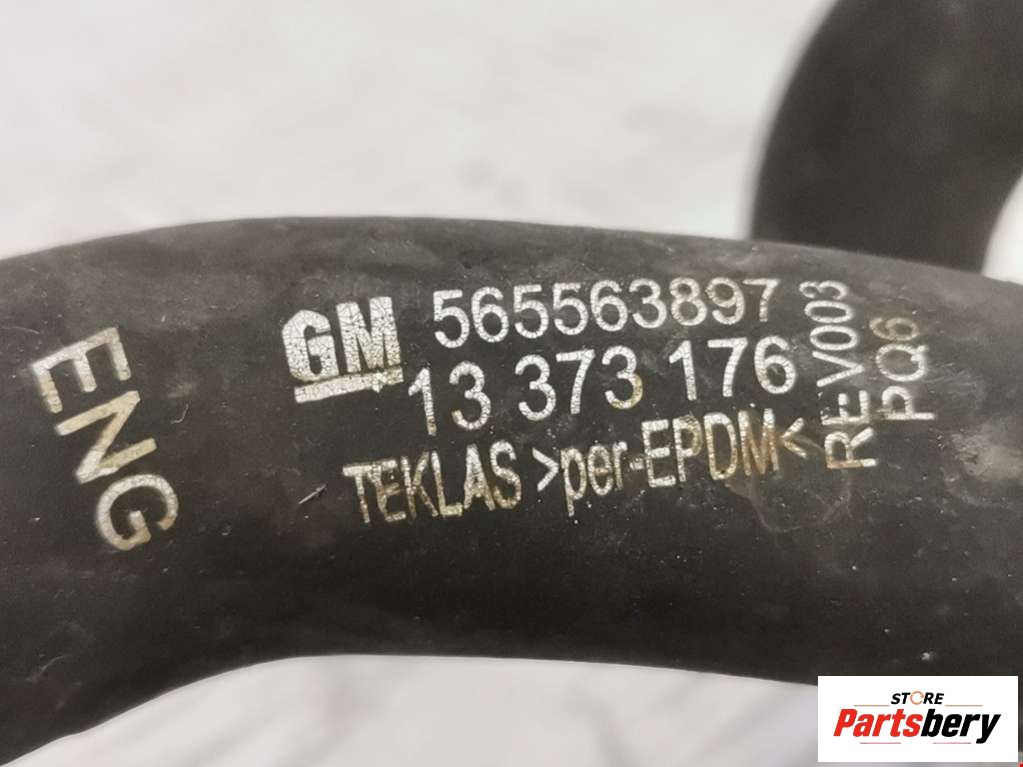 ENG
GM 565563897
13 373 176
TEKLAS >per-EPDM<
REV003
PQ6
STORE
Partsbery